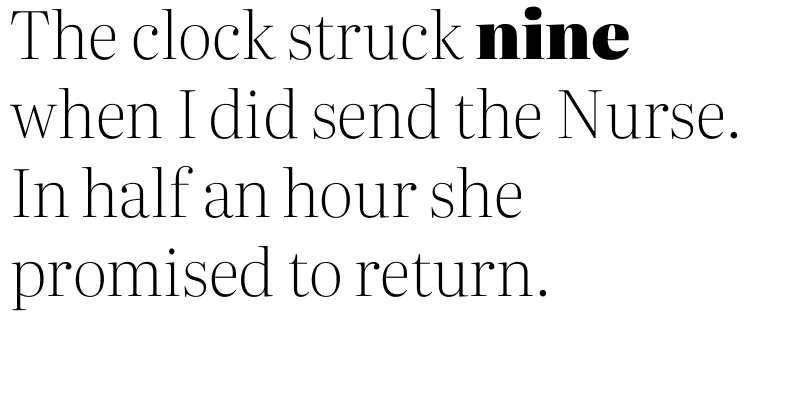 The clock struck nine
when I did send the Nurse.
In half an hour she
promised to return.